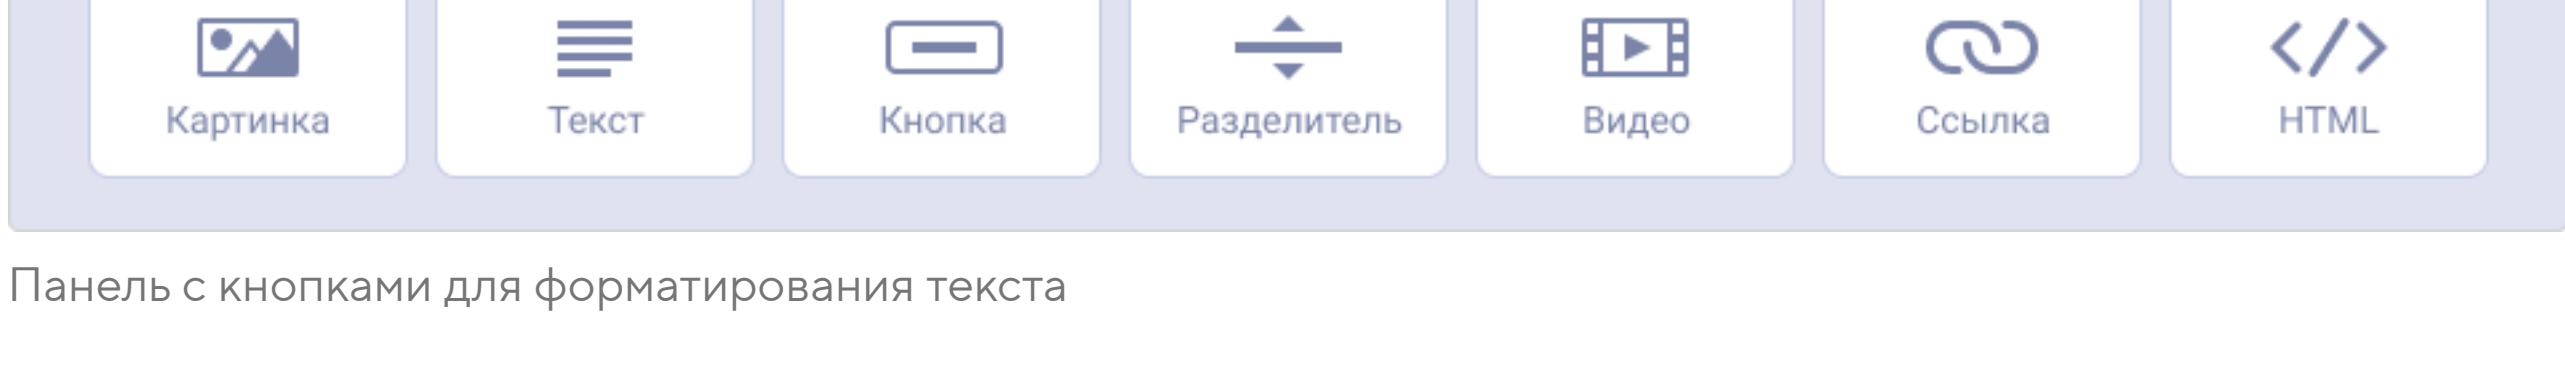 Картинка Текст Кнопка Разделитель Видео Ссылка HTML
Панель с кнопками для форматирования текста